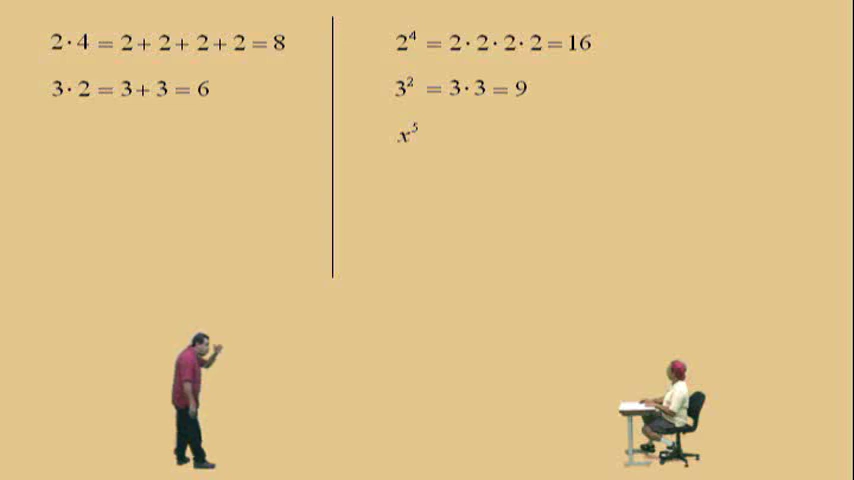 2 · 4 = 2 + 2 + 2 + 2 = 8
3 · 2 = 3 + 3 = 6
2⁴ = 2 · 2 · 2 · 2 = 16
3² = 3 · 3 = 9
x⁵